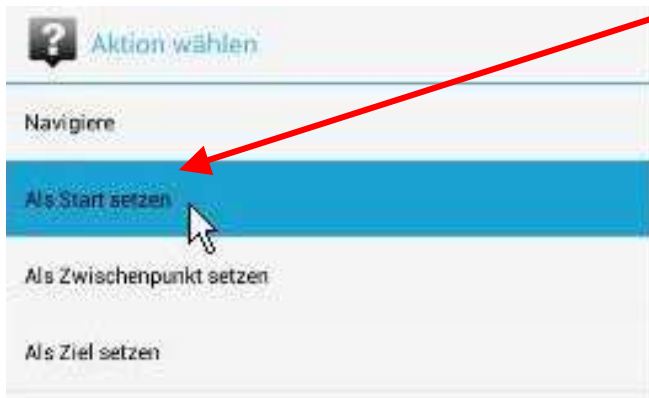 Aktion wählen
Navigiere
Als Start setzen
Als Zwischenpunkt setzen
Als Ziel setzen